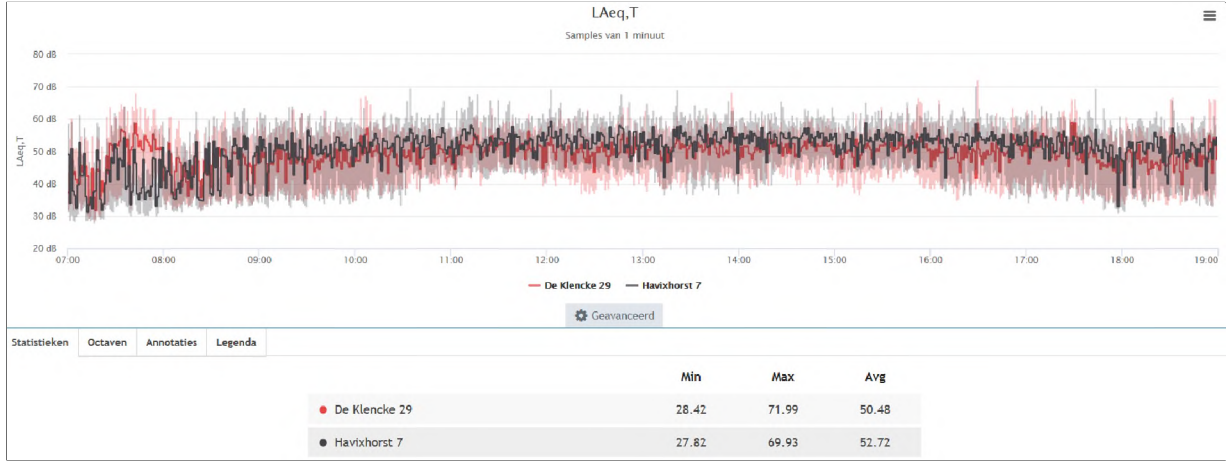 LAeq,T
Samples van 1 minuut
80 dB
70 dB
60 dB
50 dB
40 dB
30 dB
20 dB
LAeq,T
07:00 08:00 09:00 10:00 11:00 12:00 13:00 14:00 15:00 16:00 17:00 18:00 19:00
De Klencke 29 Havixhorst 7
Geavanceerd
Statistieken Octaven Annotaties Legenda
Min Max Avg
De Klencke 29 28.42 71.99 50.48
Havixhorst 7 27.82 69.93 52.72